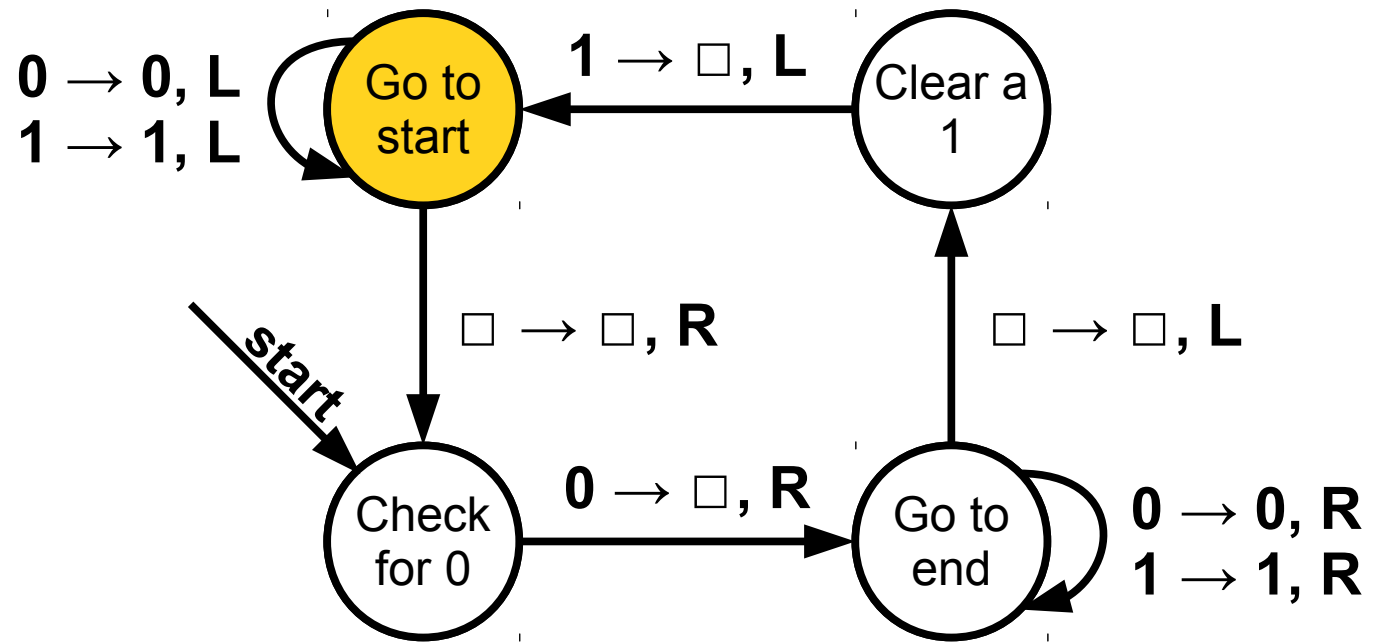 0 → 0, L
1 → 1, L
Go to
start
1 → □, L
Clear a
1
□ → □, R
□ → □, L
start
Check
for 0
0 → □, R
Go to
end
0 → 0, R
1 → 1, R